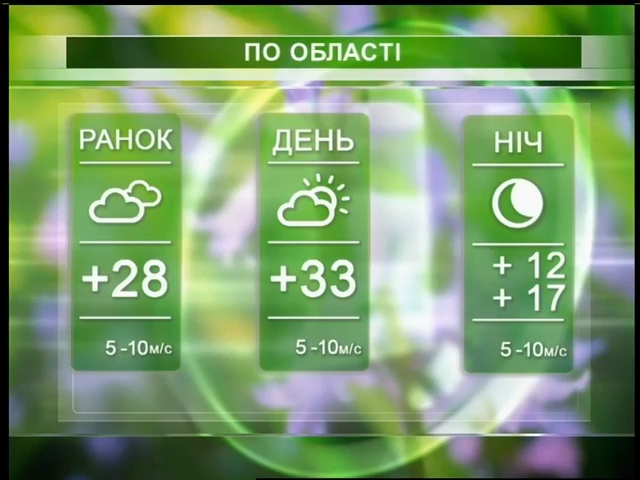 ПО ОБЛАСТІ
РАНОК
+28
5 -10м/с
ДЕНЬ
+33
5 -10м/с
НІЧ
+ 12
+ 17
5 -10м/с